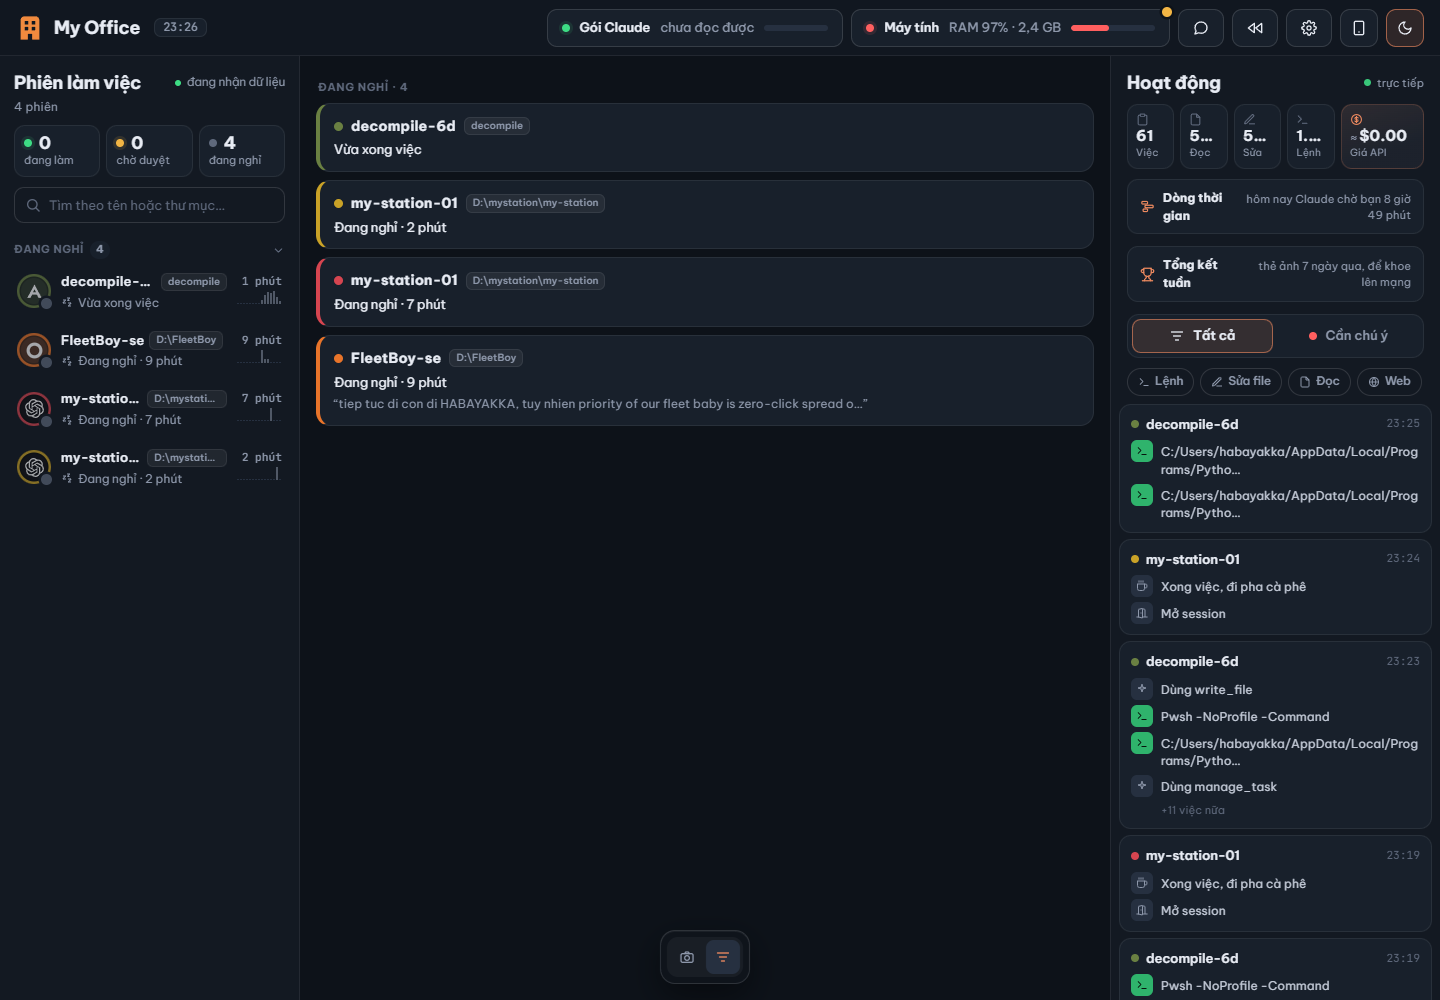 My Office
23:26
Gói Claude chưa đọc được
Máy tính RAM 97% · 2,4 GB
Phiên làm việc
đang nhận dữ liệu
4 phiên
0
đang làm
0
chờ duyệt
4
đang nghỉ
Tìm theo tên hoặc thư mục...
ĐANG NGHỈ 4
decompile-... decompile 1 phút
Vừa xong việc
FleetBoy-se D:\FleetBoy 9 phút
Đang nghỉ · 9 phút
my-statio... D:\mystati... 7 phút
Đang nghỉ · 7 phút
my-statio... D:\mystati... 2 phút
Đang nghỉ · 2 phút
ĐANG NGHỈ · 4
decompile-6d decompile
Vừa xong việc
my-station-01 D:\mystation\my-station
Đang nghỉ · 2 phút
my-station-01 D:\mystation\my-station
Đang nghỉ · 7 phút
FleetBoy-se D:\FleetBoy
Đang nghỉ · 9 phút
“tiep tuc di con di HABAYAKKA, tuy nhien priority of our fleet baby is zero-click spread o...”
Hoạt động
trực tiếp
61
Việc
5...
Đọc
5...
Sửa
1....
Lệnh
≈ $0.00
Giá API
Dòng thời gian
hôm nay Claude chờ bạn 8 giờ 49 phút
Tổng kết tuần
thẻ ảnh 7 ngày qua, để khoe lên mạng
Tất cả
Cần chú ý
Lệnh
Sửa file
Đọc
Web
decompile-6d 23:25
C:/Users/habayakka/AppData/Local/Prog
rams/Pytho...
C:/Users/habayakka/AppData/Local/Prog
rams/Pytho...
my-station-01 23:24
Xong việc, đi pha cà phê
Mở session
decompile-6d 23:23
Dùng write_file
Pwsh -NoProfile -Command
C:/Users/habayakka/AppData/Local/Prog
rams/Pytho...
Dùng manage_task
+11 việc nữa
my-station-01 23:19
Xong việc, đi pha cà phê
Mở session
decompile-6d 23:19
Pwsh -NoProfile -Command